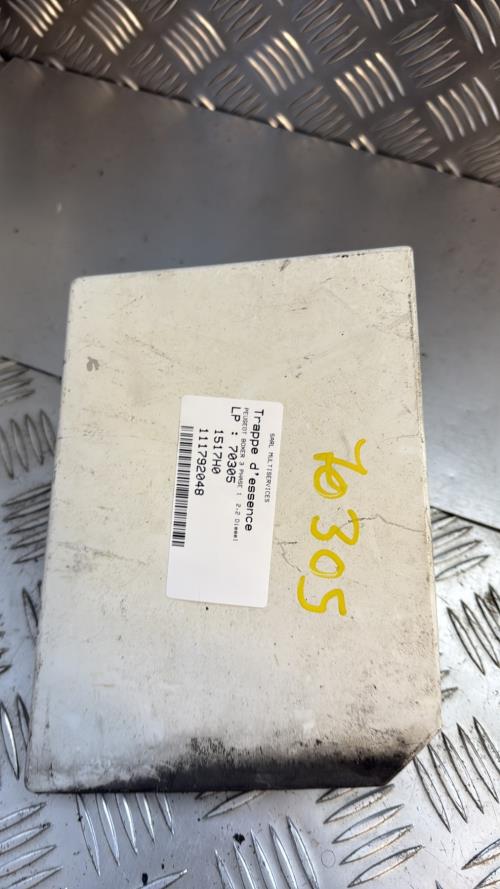 SARL MULTISERVICES
Trappe d'essence
PEUGEOT BOXER 3 PHASE 1 2-2 Diesel
LP : 70305
1517H0
111792048
70305